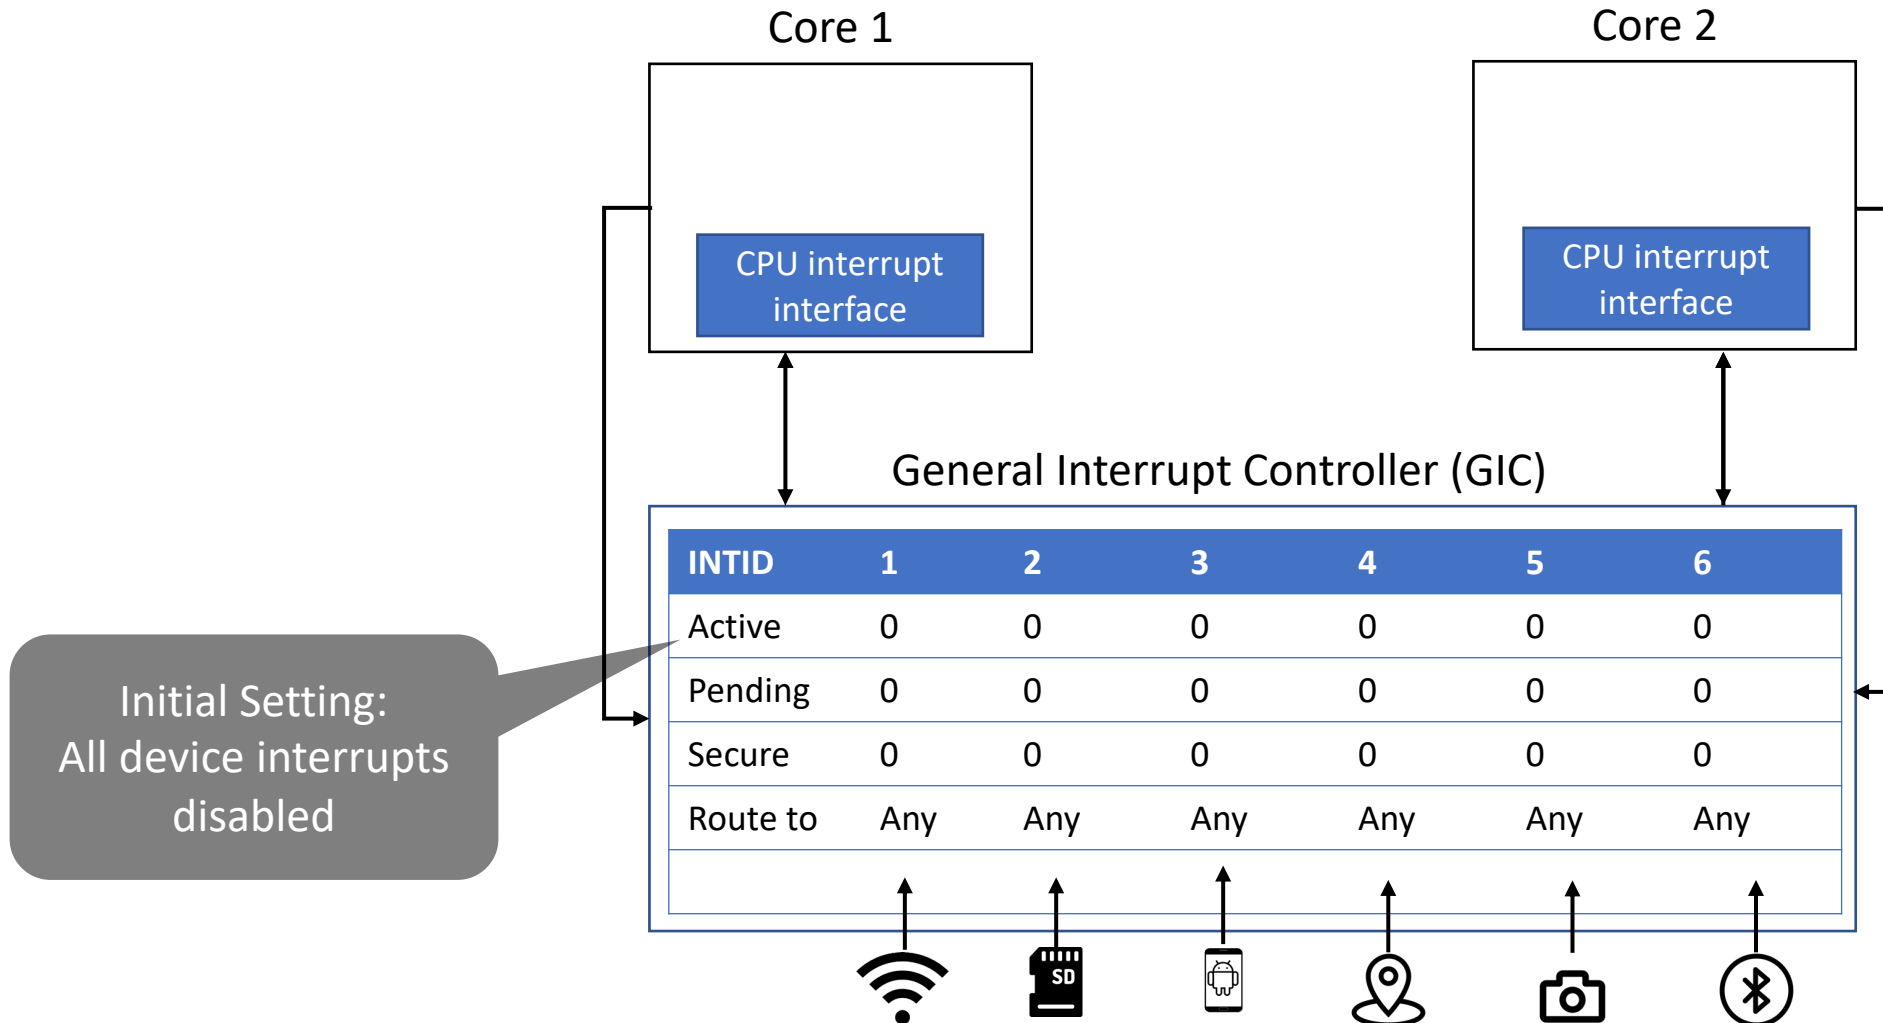 Core 1
Core 2
CPU interrupt
interface
CPU interrupt
interface
General Interrupt Controller (GIC)
INTID 1 2 3 4 5 6
Active 0 0 0 0 0 0
Pending 0 0 0 0 0 0
Secure 0 0 0 0 0 0
Route to Any Any Any Any Any Any
Initial Setting:
All device interrupts
disabled
SD